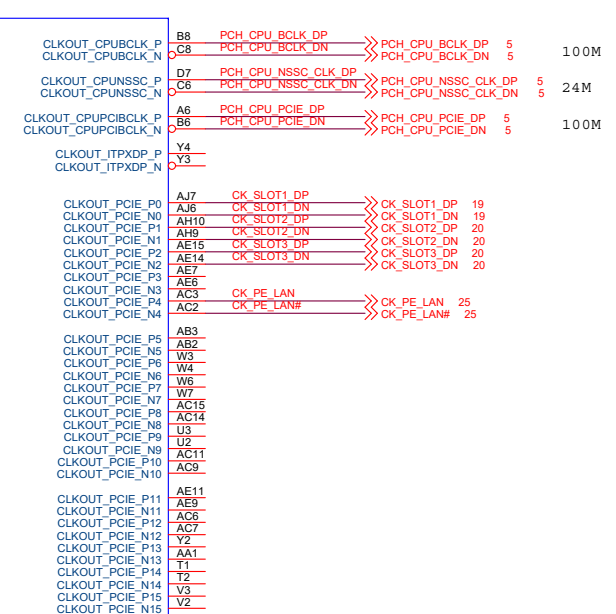 CLKOUT_CPUBCLK_P B8 PCH_CPU_BCLK_DP PCH_CPU_BCLK_DP 5
CLKOUT_CPUBCLK_N C8 PCH_CPU_BCLK_DN PCH_CPU_BCLK_DN 5 100M
CLKOUT_CPUNSSC_P D7 PCH_CPU_NSSC_CLK_DP PCH_CPU_NSSC_CLK_DP 5
CLKOUT_CPUNSSC_N C6 PCH_CPU_NSSC_CLK_DN PCH_CPU_NSSC_CLK_DN 5 24M
CLKOUT_CPUPCIBCLK_P A6 PCH_CPU_PCIE_DP PCH_CPU_PCIE_DP 5
CLKOUT_CPUPCIBCLK_N B6 PCH_CPU_PCIE_DN PCH_CPU_PCIE_DN 5 100M
CLKOUT_ITPXDP_P Y4
CLKOUT_ITPXDP_N Y3
CLKOUT_PCIE_P0 AJ7 CK_SLOT1_DP CK_SLOT1_DP 19
CLKOUT_PCIE_N0 AJ6 CK_SLOT1_DN CK_SLOT1_DN 19
CLKOUT_PCIE_P1 AH10 CK_SLOT2_DP CK_SLOT2_DP 20
CLKOUT_PCIE_N1 AH9 CK_SLOT2_DN CK_SLOT2_DN 20
CLKOUT_PCIE_P2 AE15 CK_SLOT3_DP CK_SLOT3_DP 20
CLKOUT_PCIE_N2 AE14 CK_SLOT3_DN CK_SLOT3_DN 20
CLKOUT_PCIE_P3 AE7
CLKOUT_PCIE_N3 AE6
CLKOUT_PCIE_P4 AC3 CK_PE_LAN CK_PE_LAN 25
CLKOUT_PCIE_N4 AC2 CK_PE_LAN# CK_PE_LAN# 25
CLKOUT_PCIE_P5 AB3
CLKOUT_PCIE_N5 AB2
CLKOUT_PCIE_P6 W3
CLKOUT_PCIE_N6 W4
CLKOUT_PCIE_P7 W6
CLKOUT_PCIE_N7 W7
CLKOUT_PCIE_P8 AC15
CLKOUT_PCIE_N8 AC14
CLKOUT_PCIE_P9 U3
CLKOUT_PCIE_N9 U2
CLKOUT_PCIE_P10 AC11
CLKOUT_PCIE_N10 AC9
CLKOUT_PCIE_P11 AE11
CLKOUT_PCIE_N11 AE9
CLKOUT_PCIE_P12 AC6
CLKOUT_PCIE_N12 AC7
CLKOUT_PCIE_P13 Y2
CLKOUT_PCIE_N13 AA1
CLKOUT_PCIE_P14 T1
CLKOUT_PCIE_N14 T2
CLKOUT_PCIE_P15 V3
CLKOUT_PCIE_N15 V2